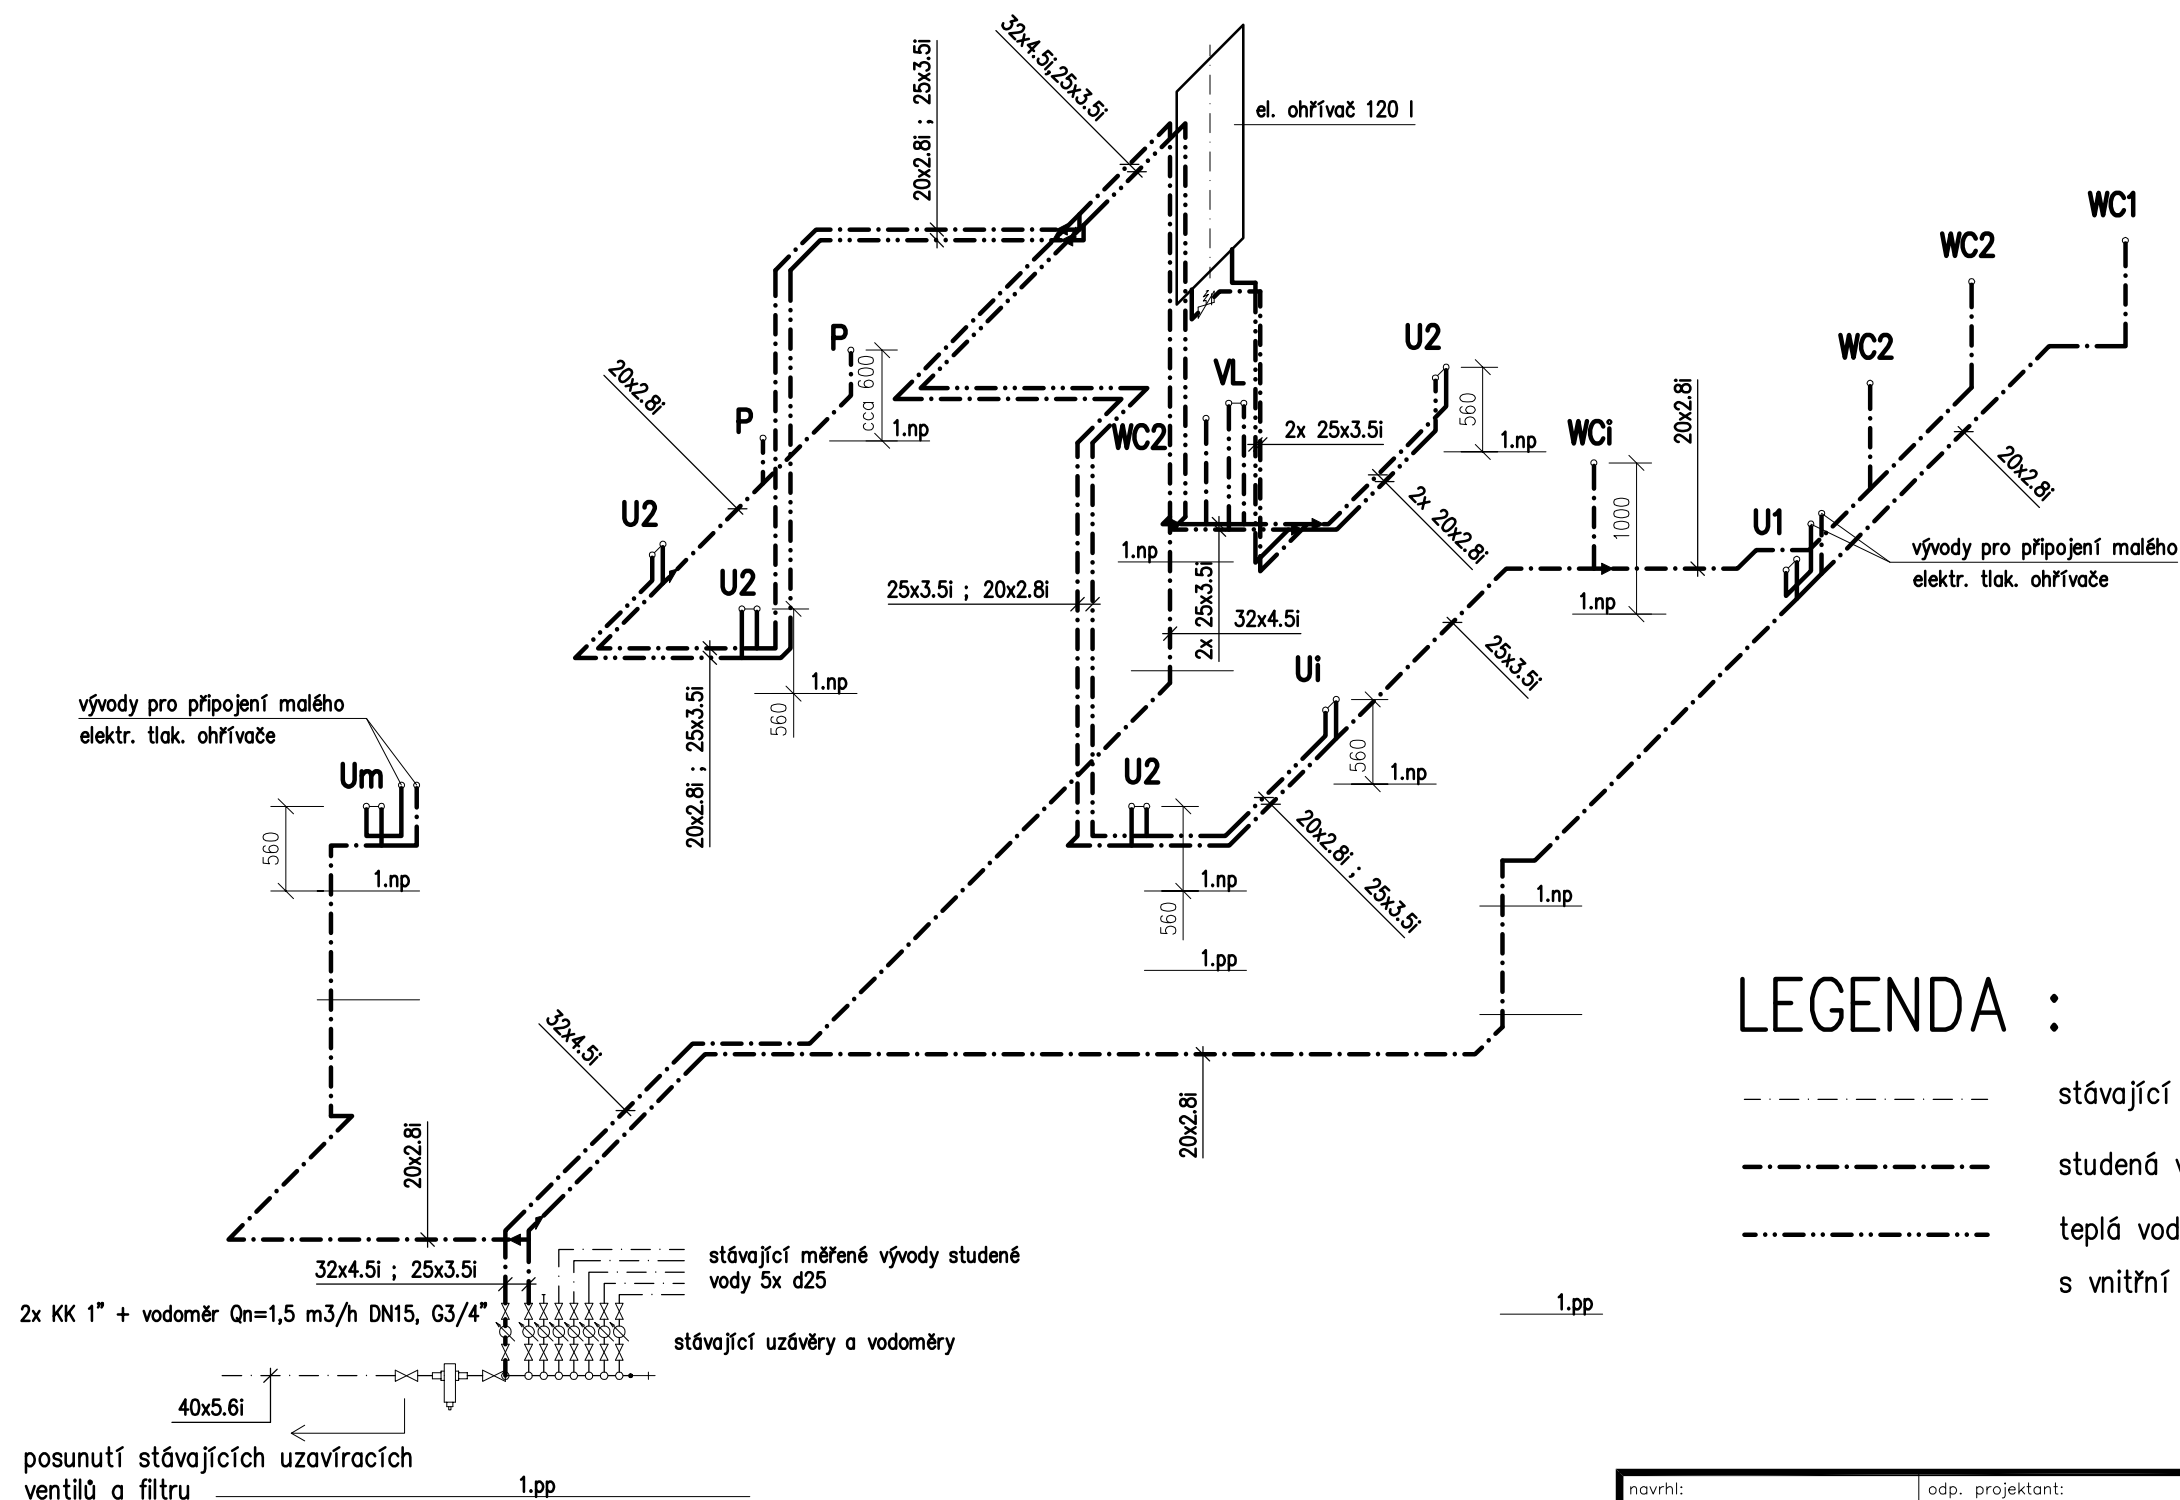 32x4.5i,25x3.5i
20x2.8i ; 25x3.5i
el. ohřívač 120 l
WC1
WC2
WC2
P
P
cca 600
1.np
20x2.8i
U2
VL
WC2
2x 25x3.5i
560
1.np
2x 20x2.8i
WCi
1000
1.np
20x2.8i
20x2.8i
U1
vývody pro připojení malého
elektr. tlak. ohřívače
U2
U2
1.np
25x3.5i ; 20x2.8i
2x 25x3.5i
32x4.5i
25x3.5i
Ui
560
1.np
1.np
560
20x2.8i ; 25x3.5i
vývody pro připojení malého
elektr. tlak. ohřívače
Um
560
1.np
U2
1.np
560
1.pp
20x2.8i ; 25x3.5i
1.np
LEGENDA :
stávající
studená v
teplá vod
s vnitřní
32x4.5i
20x2.8i
20x2.8i
32x4.5i ; 25x3.5i
stávající měřené vývody studené
vody 5x d25
2x KK 1" + vodoměr Qn=1,5 m3/h DN15, G3/4"
stávající uzávěry a vodoměry
1.pp
40x5.6i
posunutí stávajících uzavíracích
ventilů a filtru
1.pp
navrhl:
odp. projektant: